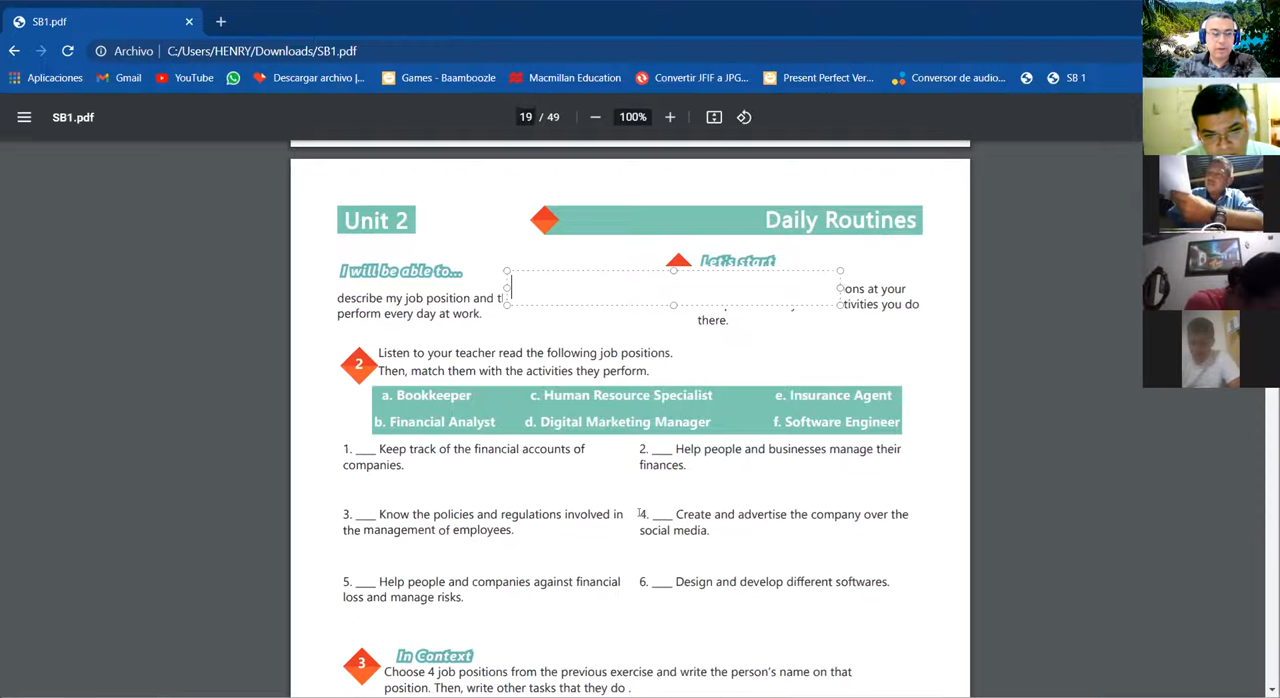 SB1.pdf
Archivo C:/Users/HENRY/Downloads/SB1.pdf
Aplicaciones Gmail YouTube Descargar archivo |... Games - Baamboozle Macmillan Education Convertir JFIF a JPG... Present Perfect Ver... Conversor de audio... SB 1
SB1.pdf 19 / 49 100%
Unit 2 Daily Routines
I will be able to...
Let's start
describe my job position and
perform every day at work.
ons at your
tivities you do
there.
2 Listen to your teacher read the following job positions.
Then, match them with the activities they perform.
a. Bookkeeper c. Human Resource Specialist e. Insurance Agent
b. Financial Analyst d. Digital Marketing Manager f. Software Engineer
1. ___ Keep track of the financial accounts of
companies.
2. ___ Help people and businesses manage their
finances.
3. ___ Know the policies and regulations involved in
the management of employees.
4. ___ Create and advertise the company over the
social media.
5. ___ Help people and companies against financial
loss and manage risks.
6. ___ Design and develop different softwares.
3 In Context
Choose 4 job positions from the previous exercise and write the person's name on that
position. Then, write other tasks that they do .